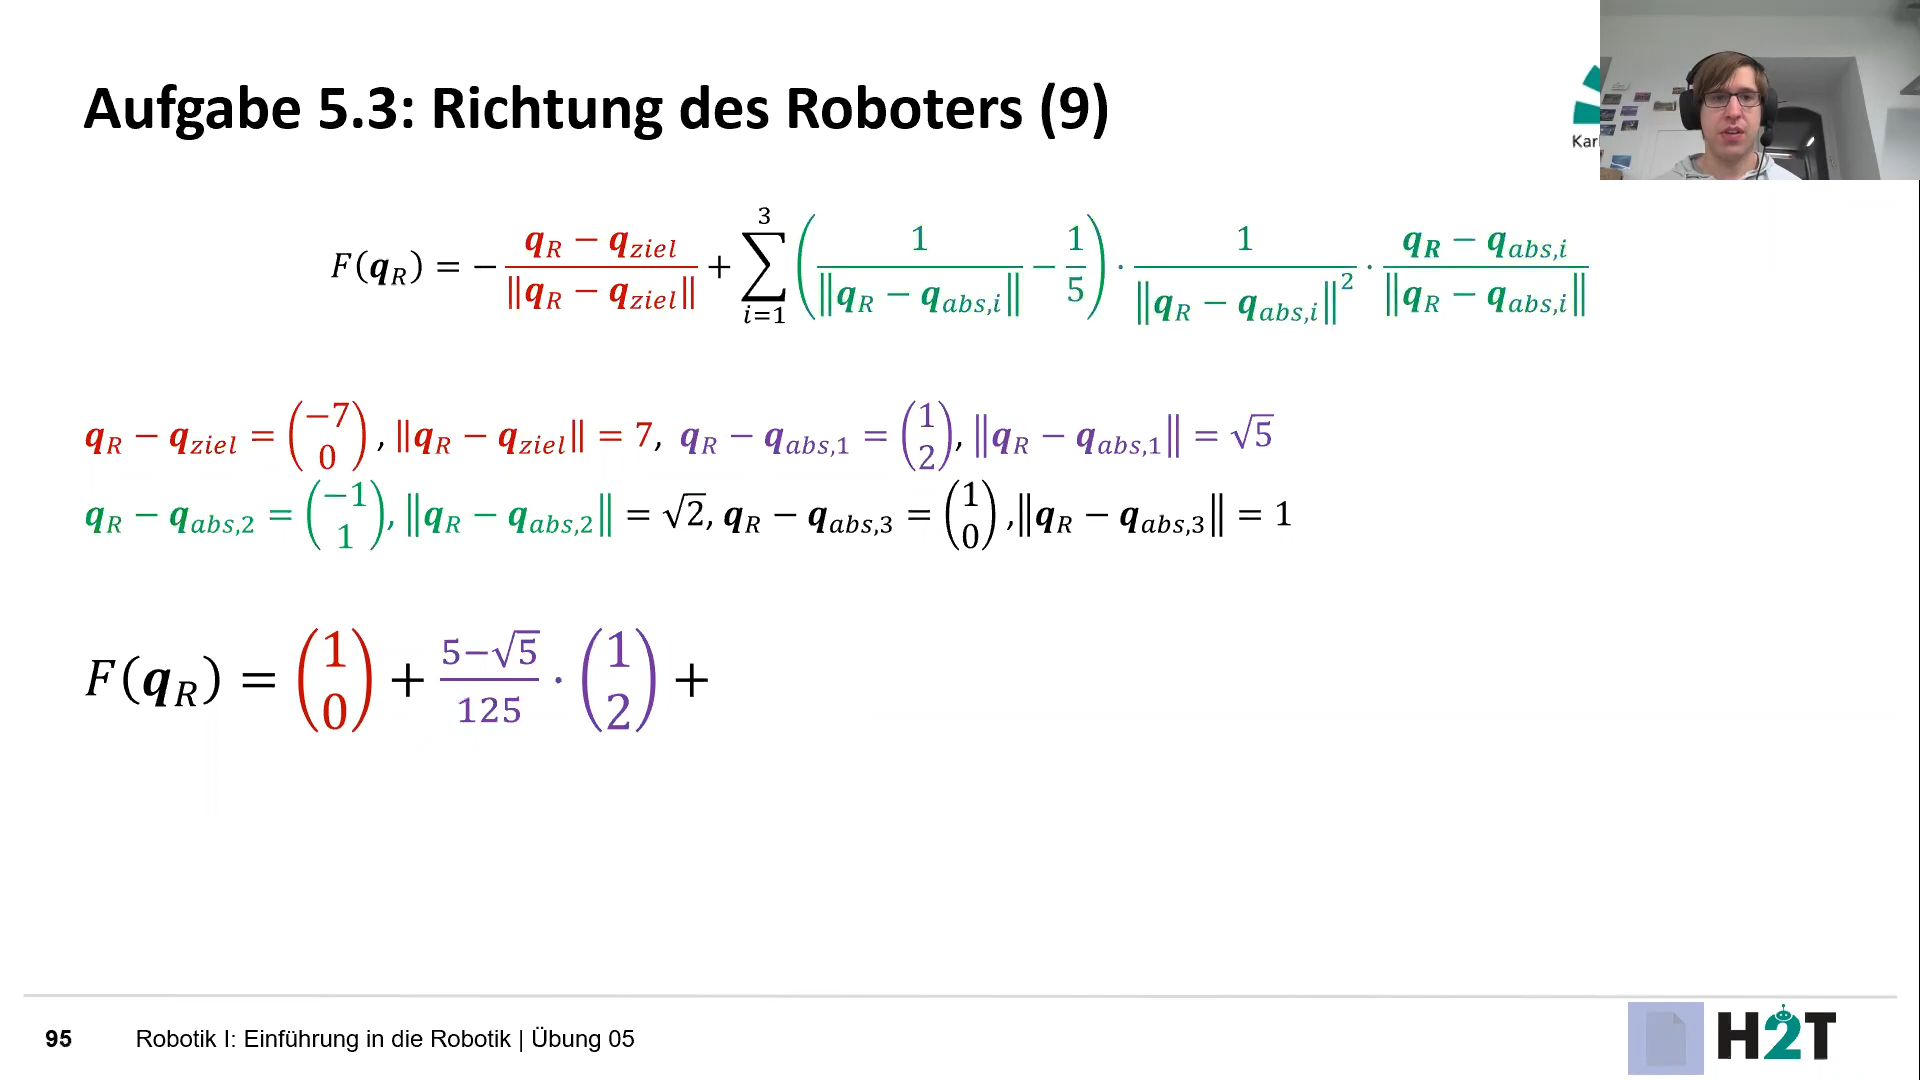 Aufgabe 5.3: Richtung des Roboters (9)
Kar
F(q_R) = − (q_R − q_ziel)/‖q_R − q_ziel‖ + ∑_{i=1}^{3} (1/‖q_R − q_abs,i‖ − 1/5) · 1/‖q_R − q_abs,i‖² · (q_R − q_abs,i)/‖q_R − q_abs,i‖
q_R − q_ziel = (−7 0), ‖q_R − q_ziel‖ = 7, q_R − q_abs,1 = (1 2), ‖q_R − q_abs,1‖ = √5
q_R − q_abs,2 = (−1 1), ‖q_R − q_abs,2‖ = √2, q_R − q_abs,3 = (1 0), ‖q_R − q_abs,3‖ = 1
F(q_R) = (1 0) + (5−√5)/125 · (1 2) +
95 Robotik I: Einführung in die Robotik | Übung 05
H2T